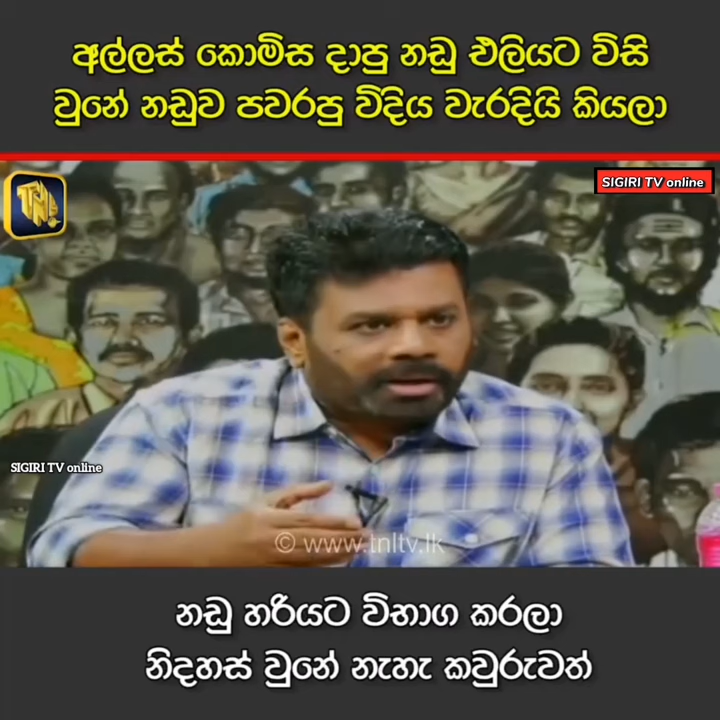 අල්ලස් කොමිස දාපු නඩු එලියට විසි
වුනේ නඩුව පවරපු විදිය වැරදියි කියලා
SIGIRI TV online
TNL
SIGIRI TV online
© www.tnltv.lk
නඩු හරියට විභාග කරලා
නිදහස් වුනේ නැහැ කවුරුවත්